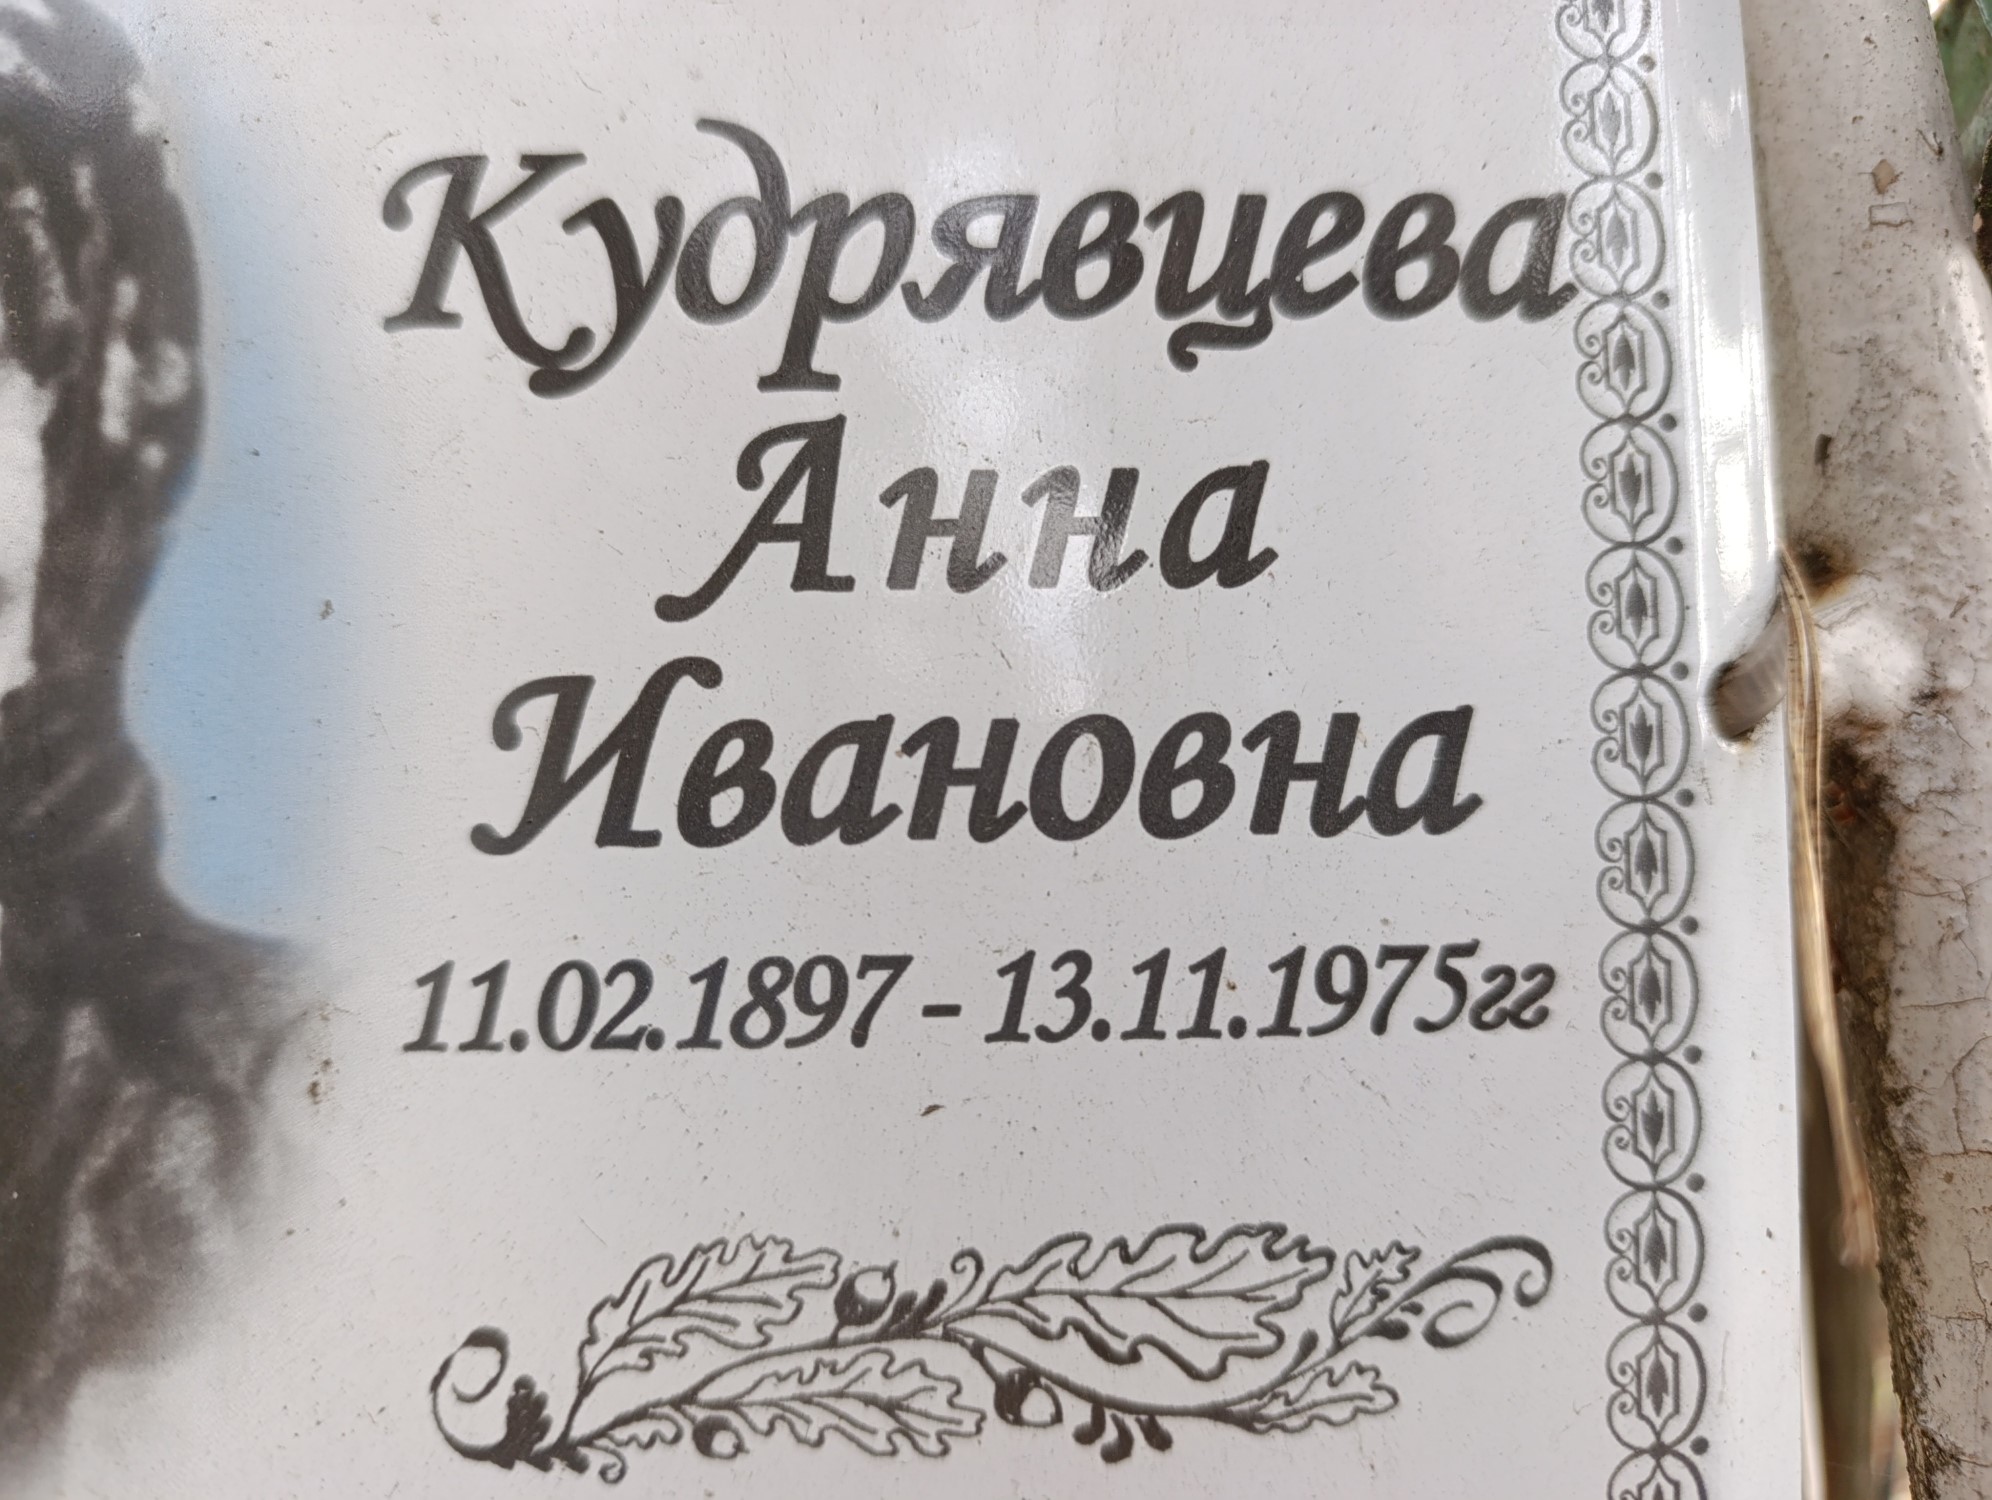 Кудрявцева
Анна
Ивановна
11.02.1897 - 13.11.1975гг